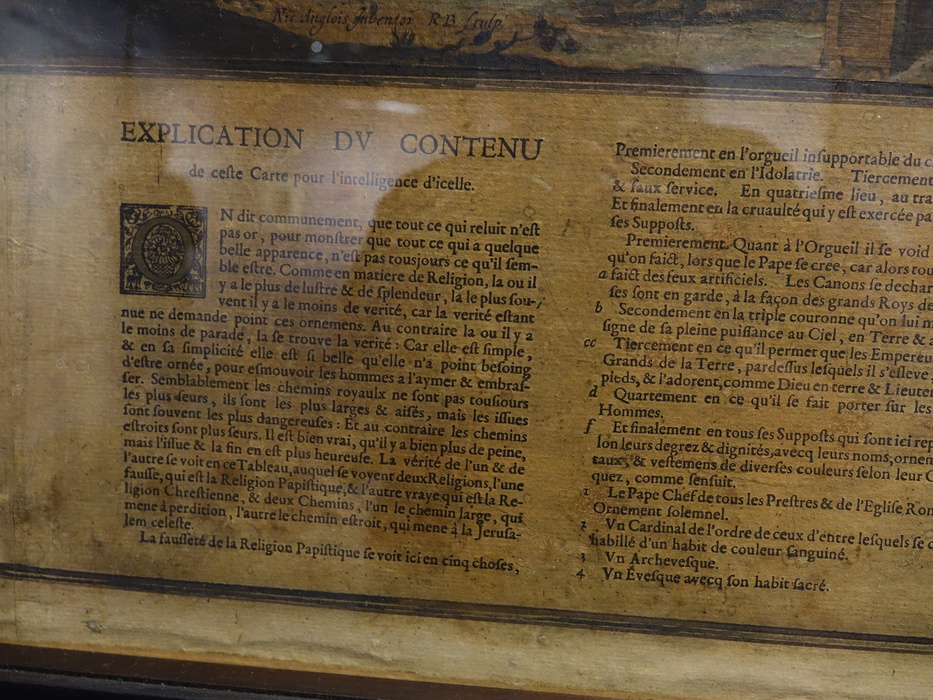 Nic Anglois Inventor R B Sculp.
EXPLICATION DV CONTENU
de ceste Carte pour l'intelligence d'icelle.
ON dit communement, que tout ce qui reluit n'est
pas or, pour monstrer que tout ce qui a quelque
belle apparence, n'est pas tousjours ce qu'il sem-
ble estre. Comme en matiere de Religion, la ou il
y a le plus de lustre & de splendeur, la le plus sou-
vent il y a le moins de verité, car la verité estant
nue ne demande point ces ornemens. Au contraire la ou il y a
le moins de parade, la se trouve la verité: Car elle est simple,
& en sa simplicité elle est si belle qu'elle n'a point besoing
d'estre ornée, pour esmouvoir les hommes a l'aymer & embras-
ser. Semblablement les chemins royaulx ne sont pas tousiours
les plus seurs, ils sont les plus larges & aisés, mais les issues
sont souvent les plus dangereuses: Et au contraire les chemins
estroits sont plus seurs. Il est bien vrai, qu'il y a bien plus de peine,
mais l'issue & la fin en est plus heureuse. La vérité de l'un & de
l'autre se voit en ce Tableau, auquel se voyent deux Religions, l'une
fausse, qui est la Religion Papistique, & l'autre vraye qui est la Re-
ligion Chrestienne, & deux Chemins, l'un le chemin large, qui
mene à perdition, l'autre le chemin estroit, qui mene à la Jerusa-
lem celeste.
La fausseté de la Religion Papistique se voit ici en cinq choses,
Premierement en l'orgueil insupportable du
Secondement en l'Idolatrie. Tiercement
& faux service. En quatriesme lieu, au
Et finalement en la cruaulté qui y est exercée
ses Supposts.
Premierement. Quant à l'Orgueil il se void
qu'on faict, lors que le Pape se cree, car alors
a faict des feux artificiels. Les Canons se
ses sont en garde, à la façon des grands Roys
b Secondement en la triple couronne qu'on lui
signe de sa pleine puissance au Ciel, en Terre &
cc Tiercement en ce qu'il permet que les
Grands de la Terre, pardessus lesquels il s'esleve,
pieds, & l'adorent, comme Dieu en terre &
d Quartement en ce qu'il se fait porter sur les
Hommes.
f Et finalement en tous ses Supposts qui sont ici
son leurs degrez & dignités, avecq leurs noms,
taux, & vestemens de diverses couleurs selon leur
quez, comme sensuit.
1 Le Pape Chef de tous les Prestres & de l'Eglise
Ornement solemnel.
2 Vn Cardinal de l'ordre de ceux d'entre lesquels se
habillé d'un habit de couleur sanguiné.
3 Vn Archevesque.
4 Vn Evesque avecq son habit sacré.